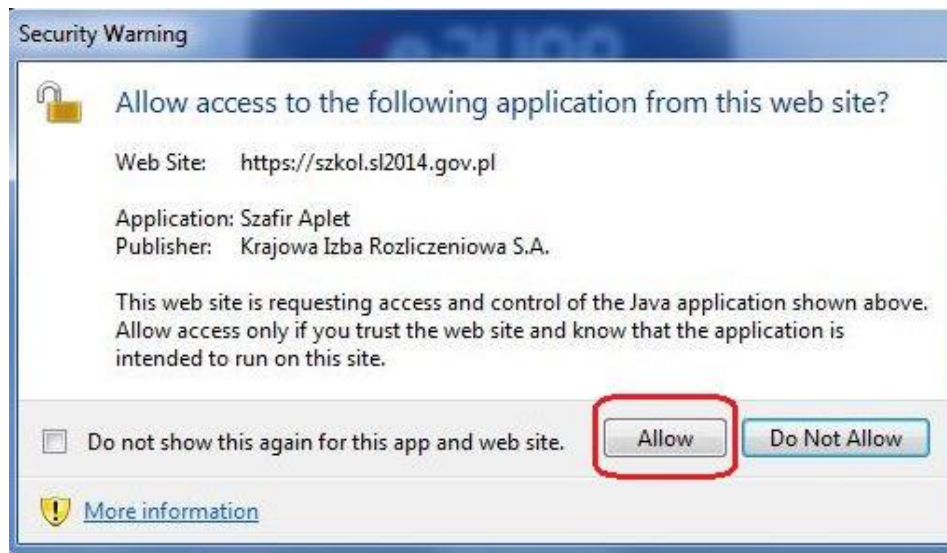 Security Warning
Allow access to the following application from this web site?
Web Site: https://szkol.sl2014.gov.pl
Application: Szafir Aplet
Publisher: Krajowa Izba Rozliczeniowa S.A.
This web site is requesting access and control of the Java application shown above.
Allow access only if you trust the web site and know that the application is
intended to run on this site.
Do not show this again for this app and web site.
Allow
Do Not Allow
More information